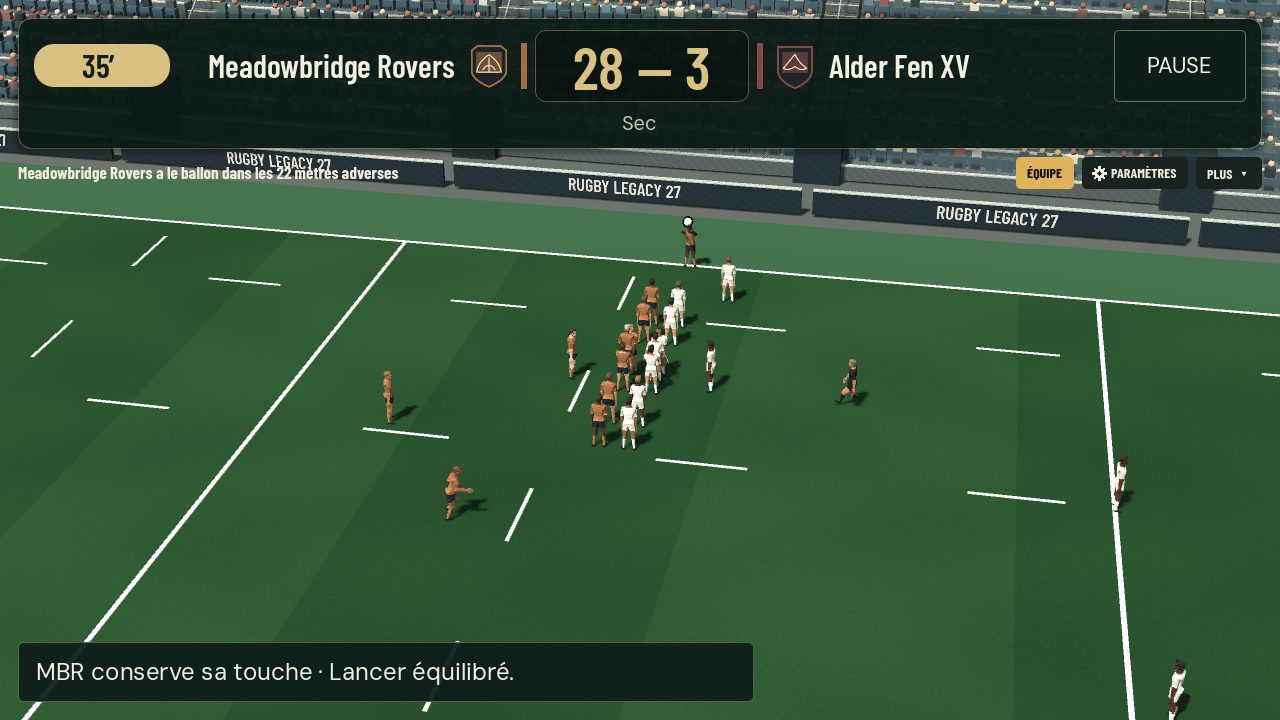 35′
Meadowbridge Rovers
28 – 3
Alder Fen XV
PAUSE
Sec
RUGBY LEGACY 27
Meadowbridge Rovers a le ballon dans les 22 mètres adverses
RUGBY LEGACY 27
RUGBY LEGACY 27
ÉQUIPE
PARAMÈTRES
PLUS
MBR conserve sa touche · Lancer équilibré.